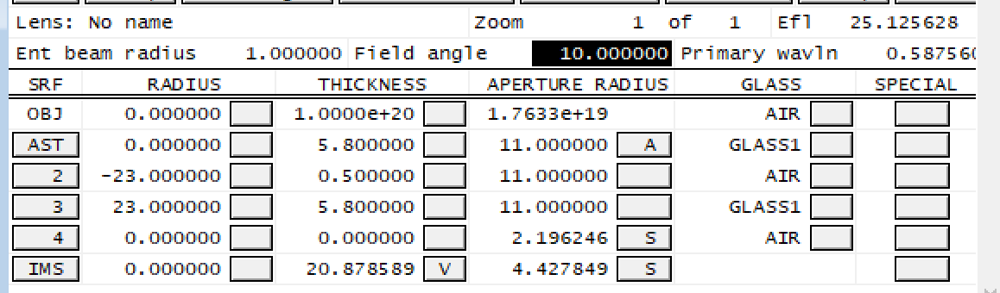 Lens: No name Zoom 1 of 1 Efl 25.125628
Ent beam radius 1.000000 Field angle 10.000000 Primary wavln 0.587560
SRF RADIUS THICKNESS APERTURE RADIUS GLASS SPECIAL
OBJ 0.000000 1.0000e+20 1.7633e+19 AIR
AST 0.000000 5.800000 11.000000 A GLASS1
2 -23.000000 0.500000 11.000000 AIR
3 23.000000 5.800000 11.000000 GLASS1
4 0.000000 0.000000 2.196246 S AIR
IMS 0.000000 20.878589 V 4.427849 S